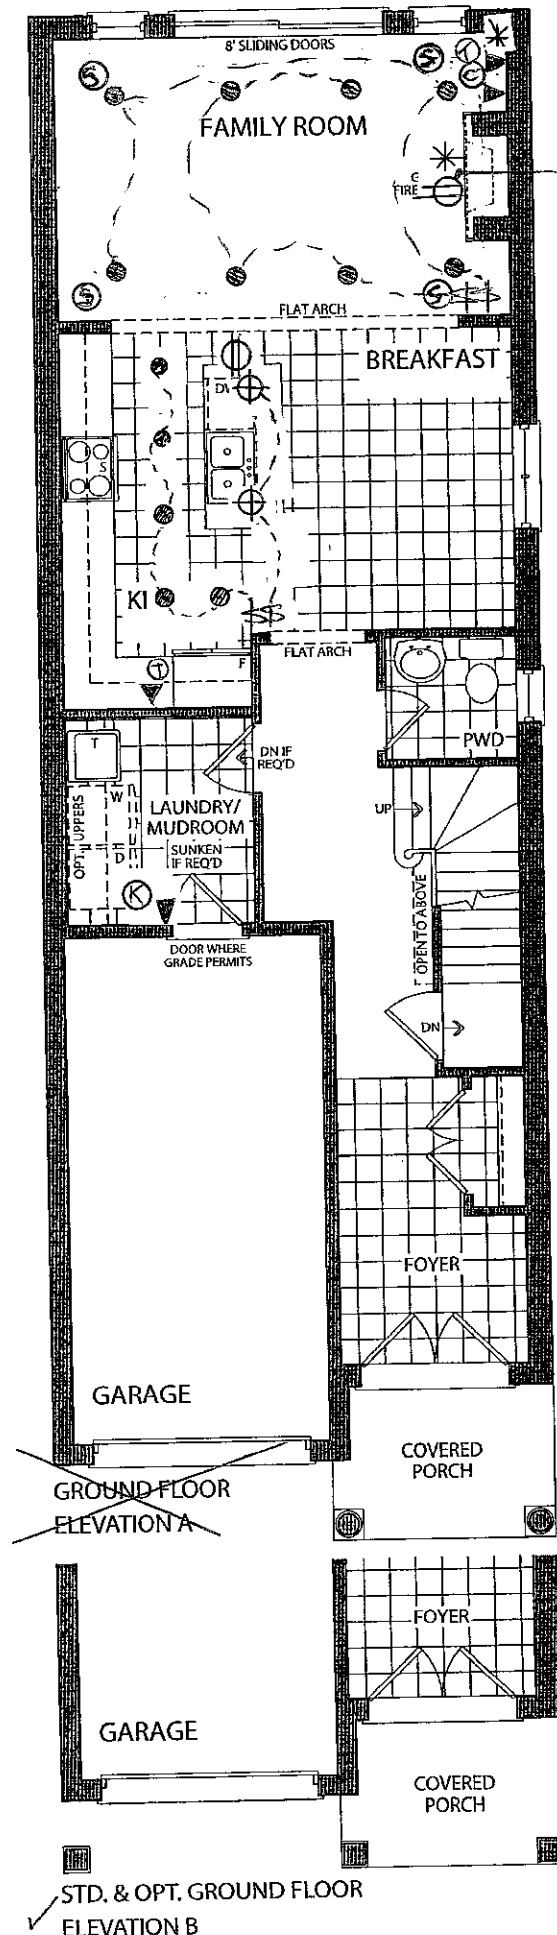 8' SLIDING DOORS
S
S
T
C
FAMILY ROOM
G
FIRE
S
S
FLAT ARCH
BREAKFAST
S
KI
F
T
FLAT ARCH
PWD
T
DN IF
REQ'D
W
LAUNDRY/
MUDROOM
OPT. UPPERS
D
SUNKEN
IF REQ'D
K
UP
OPEN TO ABOVE
DOOR WHERE
GRADE PERMITS
DN
FOYER
GARAGE
COVERED
PORCH
GROUND FLOOR
ELEVATION A
FOYER
GARAGE
COVERED
PORCH
STD. & OPT. GROUND FLOOR
ELEVATION B